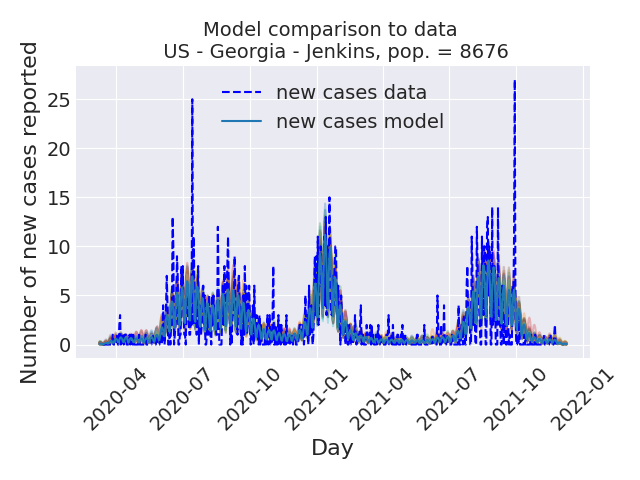 Model comparison to data
US - Georgia - Jenkins, pop. = 8676
new cases data
new cases model
Number of new cases reported
25
20
15
10
5
0
2020-04
2020-07
2020-10
2021-01
2021-04
2021-07
2021-10
2022-01
Day